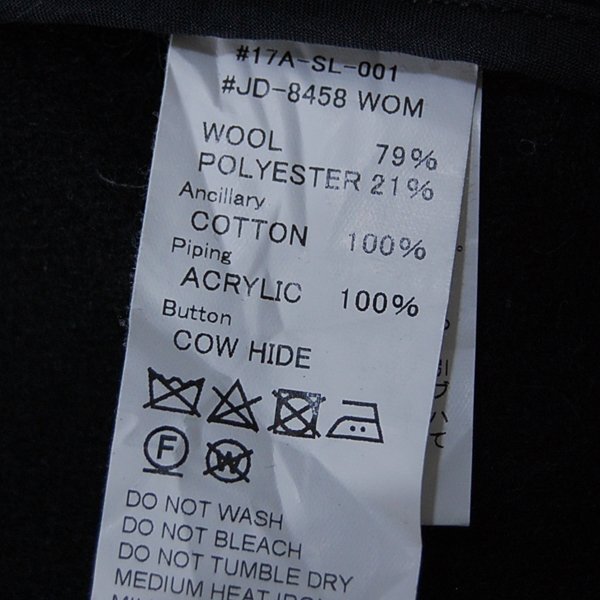 #17A-SL-001
#JD-8458 WOM
WOOL 79%
POLYESTER 21%
Ancillary
COTTON 100%
Piping
ACRYLIC 100%
Button
COW HIDE
F
W
DO NOT WASH
DO NOT BLEACH
DO NOT TUMBLE DRY
MEDIUM HEAT IRON